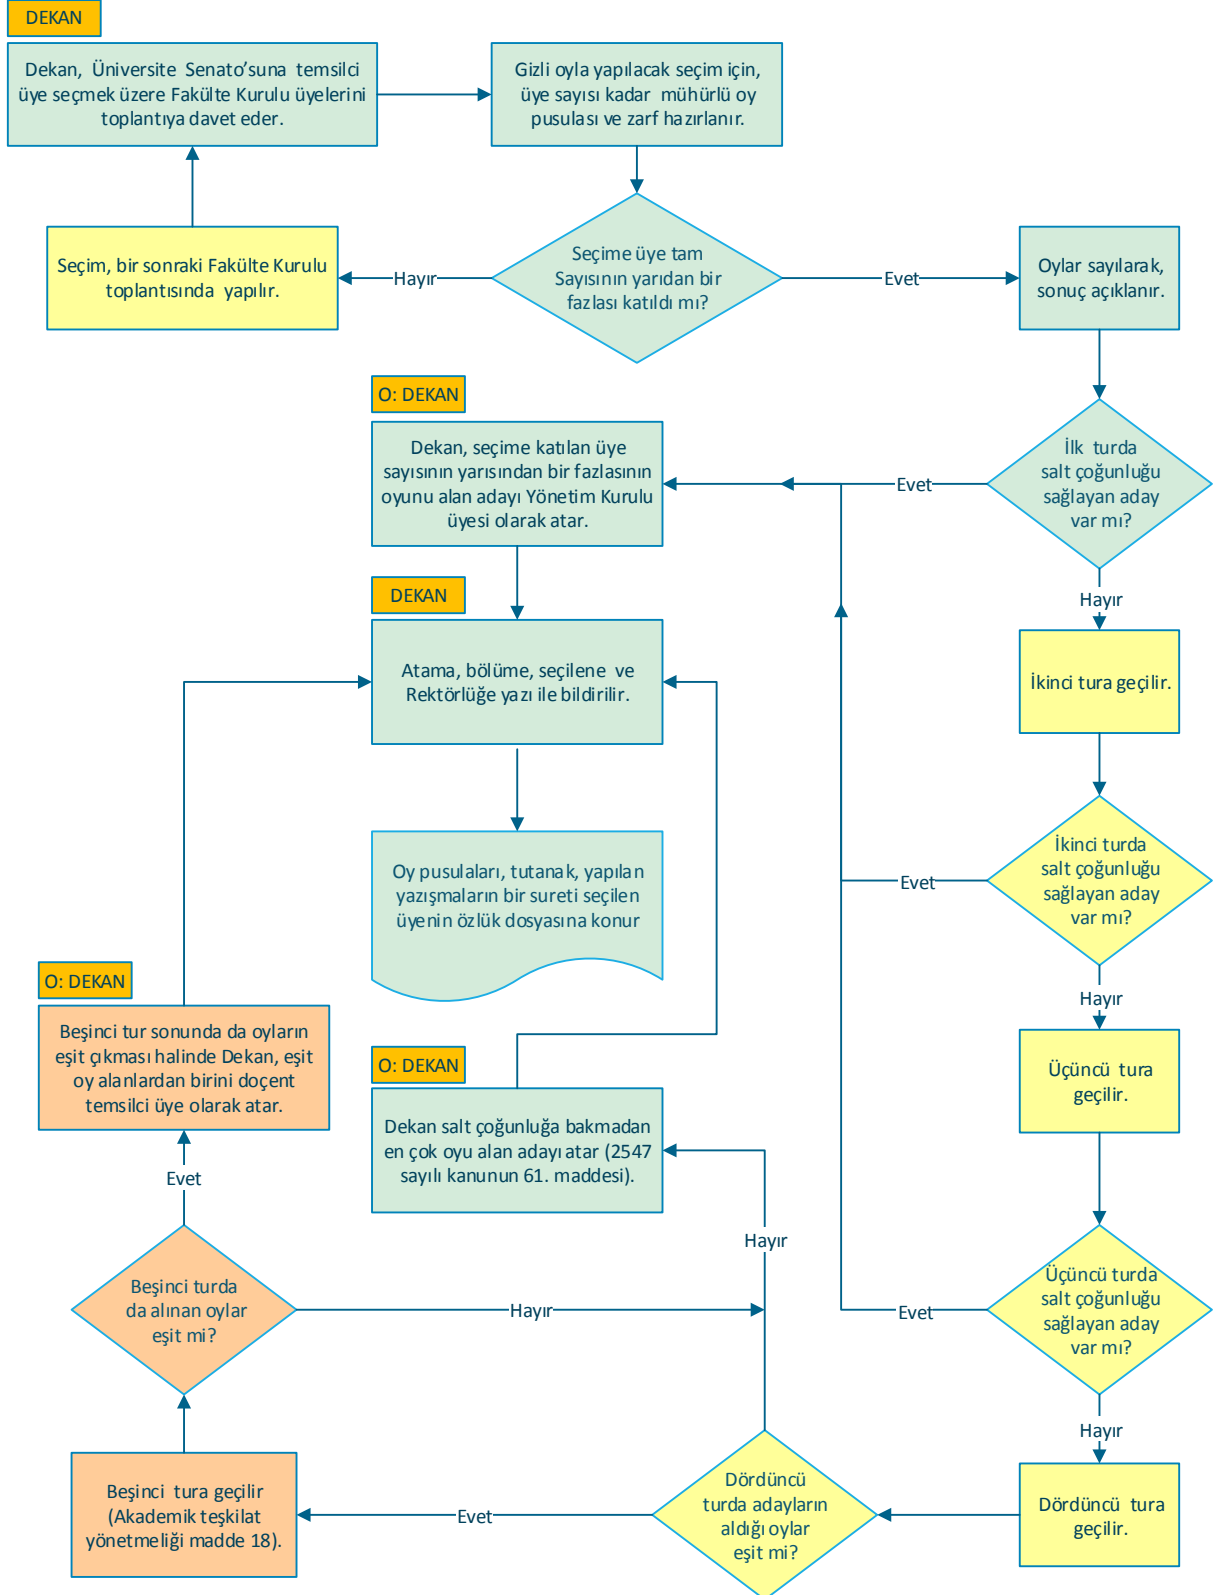 DEKAN
Dekan, Üniversite Senato’suna temsilci
üye seçmek üzere Fakülte Kurulu üyelerini
toplantıya davet eder.
Gizli oyla yapılacak seçim için,
üye sayısı kadar mühürlü oy
pusulası ve zarf hazırlanır.
Seçime üye tam
Sayısının yarıdan bir
fazlası katıldı mı?
Hayır
Seçim, bir sonraki Fakülte Kurulu
toplantısında yapılır.
Evet
Oylar sayılarak,
sonuç açıklanır.
İlk turda
salt çoğunluğu
sağlayan aday
var mı?
Evet
O: DEKAN
Dekan, seçime katılan üye
sayısının yarısından bir fazlasının
oyunu alan adayı Yönetim Kurulu
üyesi olarak atar.
Hayır
İkinci tura geçilir.
DEKAN
Atama, bölüme, seçilene ve
Rektörlüğe yazı ile bildirilir.
Oy pusulaları, tutanak, yapılan
yazışmaların bir sureti seçilen
üyenin özlük dosyasına konur
İkinci turda
salt çoğunluğu
sağlayan aday
var mı?
Evet
Hayır
Üçüncü tura
geçilir.
O: DEKAN
Beşinci tur sonunda da oyların
eşit çıkması halinde Dekan, eşit
oy alanlardan birini doçent
temsilci üye olarak atar.
O: DEKAN
Dekan salt çoğunluğa bakmadan
en çok oyu alan adayı atar (2547
sayılı kanunun 61. maddesi).
Evet
Hayır
Üçüncü turda
salt çoğunluğu
sağlayan aday
var mı?
Evet
Beşinci turda
da alınan oylar
eşit mi?
Hayır
Hayır
Dördüncü tura
geçilir.
Dördüncü
turda adayların
aldığı oylar
eşit mi?
Evet
Beşinci tura geçilir
(Akademik teşkilat
yönetmeliği madde 18).